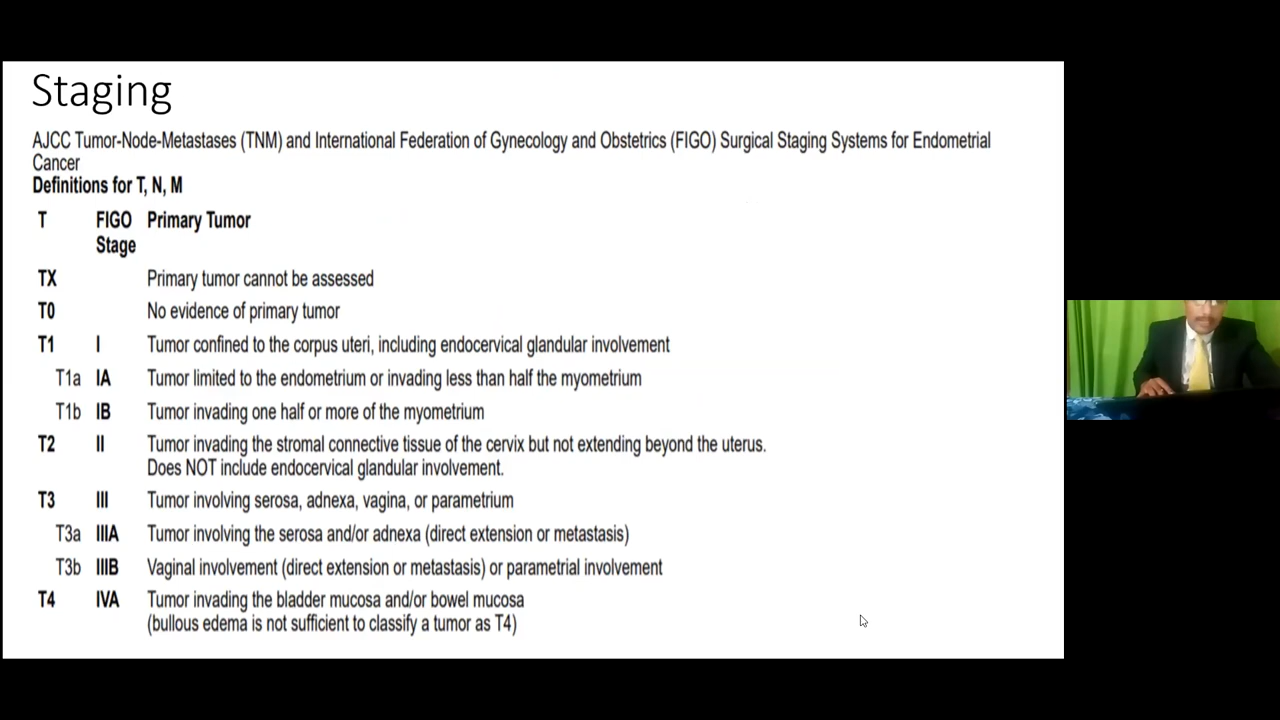 Staging
AJCC Tumor-Node-Metastases (TNM) and International Federation of Gynecology and Obstetrics (FIGO) Surgical Staging Systems for Endometrial
Cancer
Definitions for T, N, M
T FIGO Primary Tumor
Stage
TX Primary tumor cannot be assessed
T0 No evidence of primary tumor
T1 I Tumor confined to the corpus uteri, including endocervical glandular involvement
T1a IA Tumor limited to the endometrium or invading less than half the myometrium
T1b IB Tumor invading one half or more of the myometrium
T2 II Tumor invading the stromal connective tissue of the cervix but not extending beyond the uterus.
Does NOT include endocervical glandular involvement.
T3 III Tumor involving serosa, adnexa, vagina, or parametrium
T3a IIIA Tumor involving the serosa and/or adnexa (direct extension or metastasis)
T3b IIIB Vaginal involvement (direct extension or metastasis) or parametrial involvement
T4 IVA Tumor invading the bladder mucosa and/or bowel mucosa
(bullous edema is not sufficient to classify a tumor as T4)